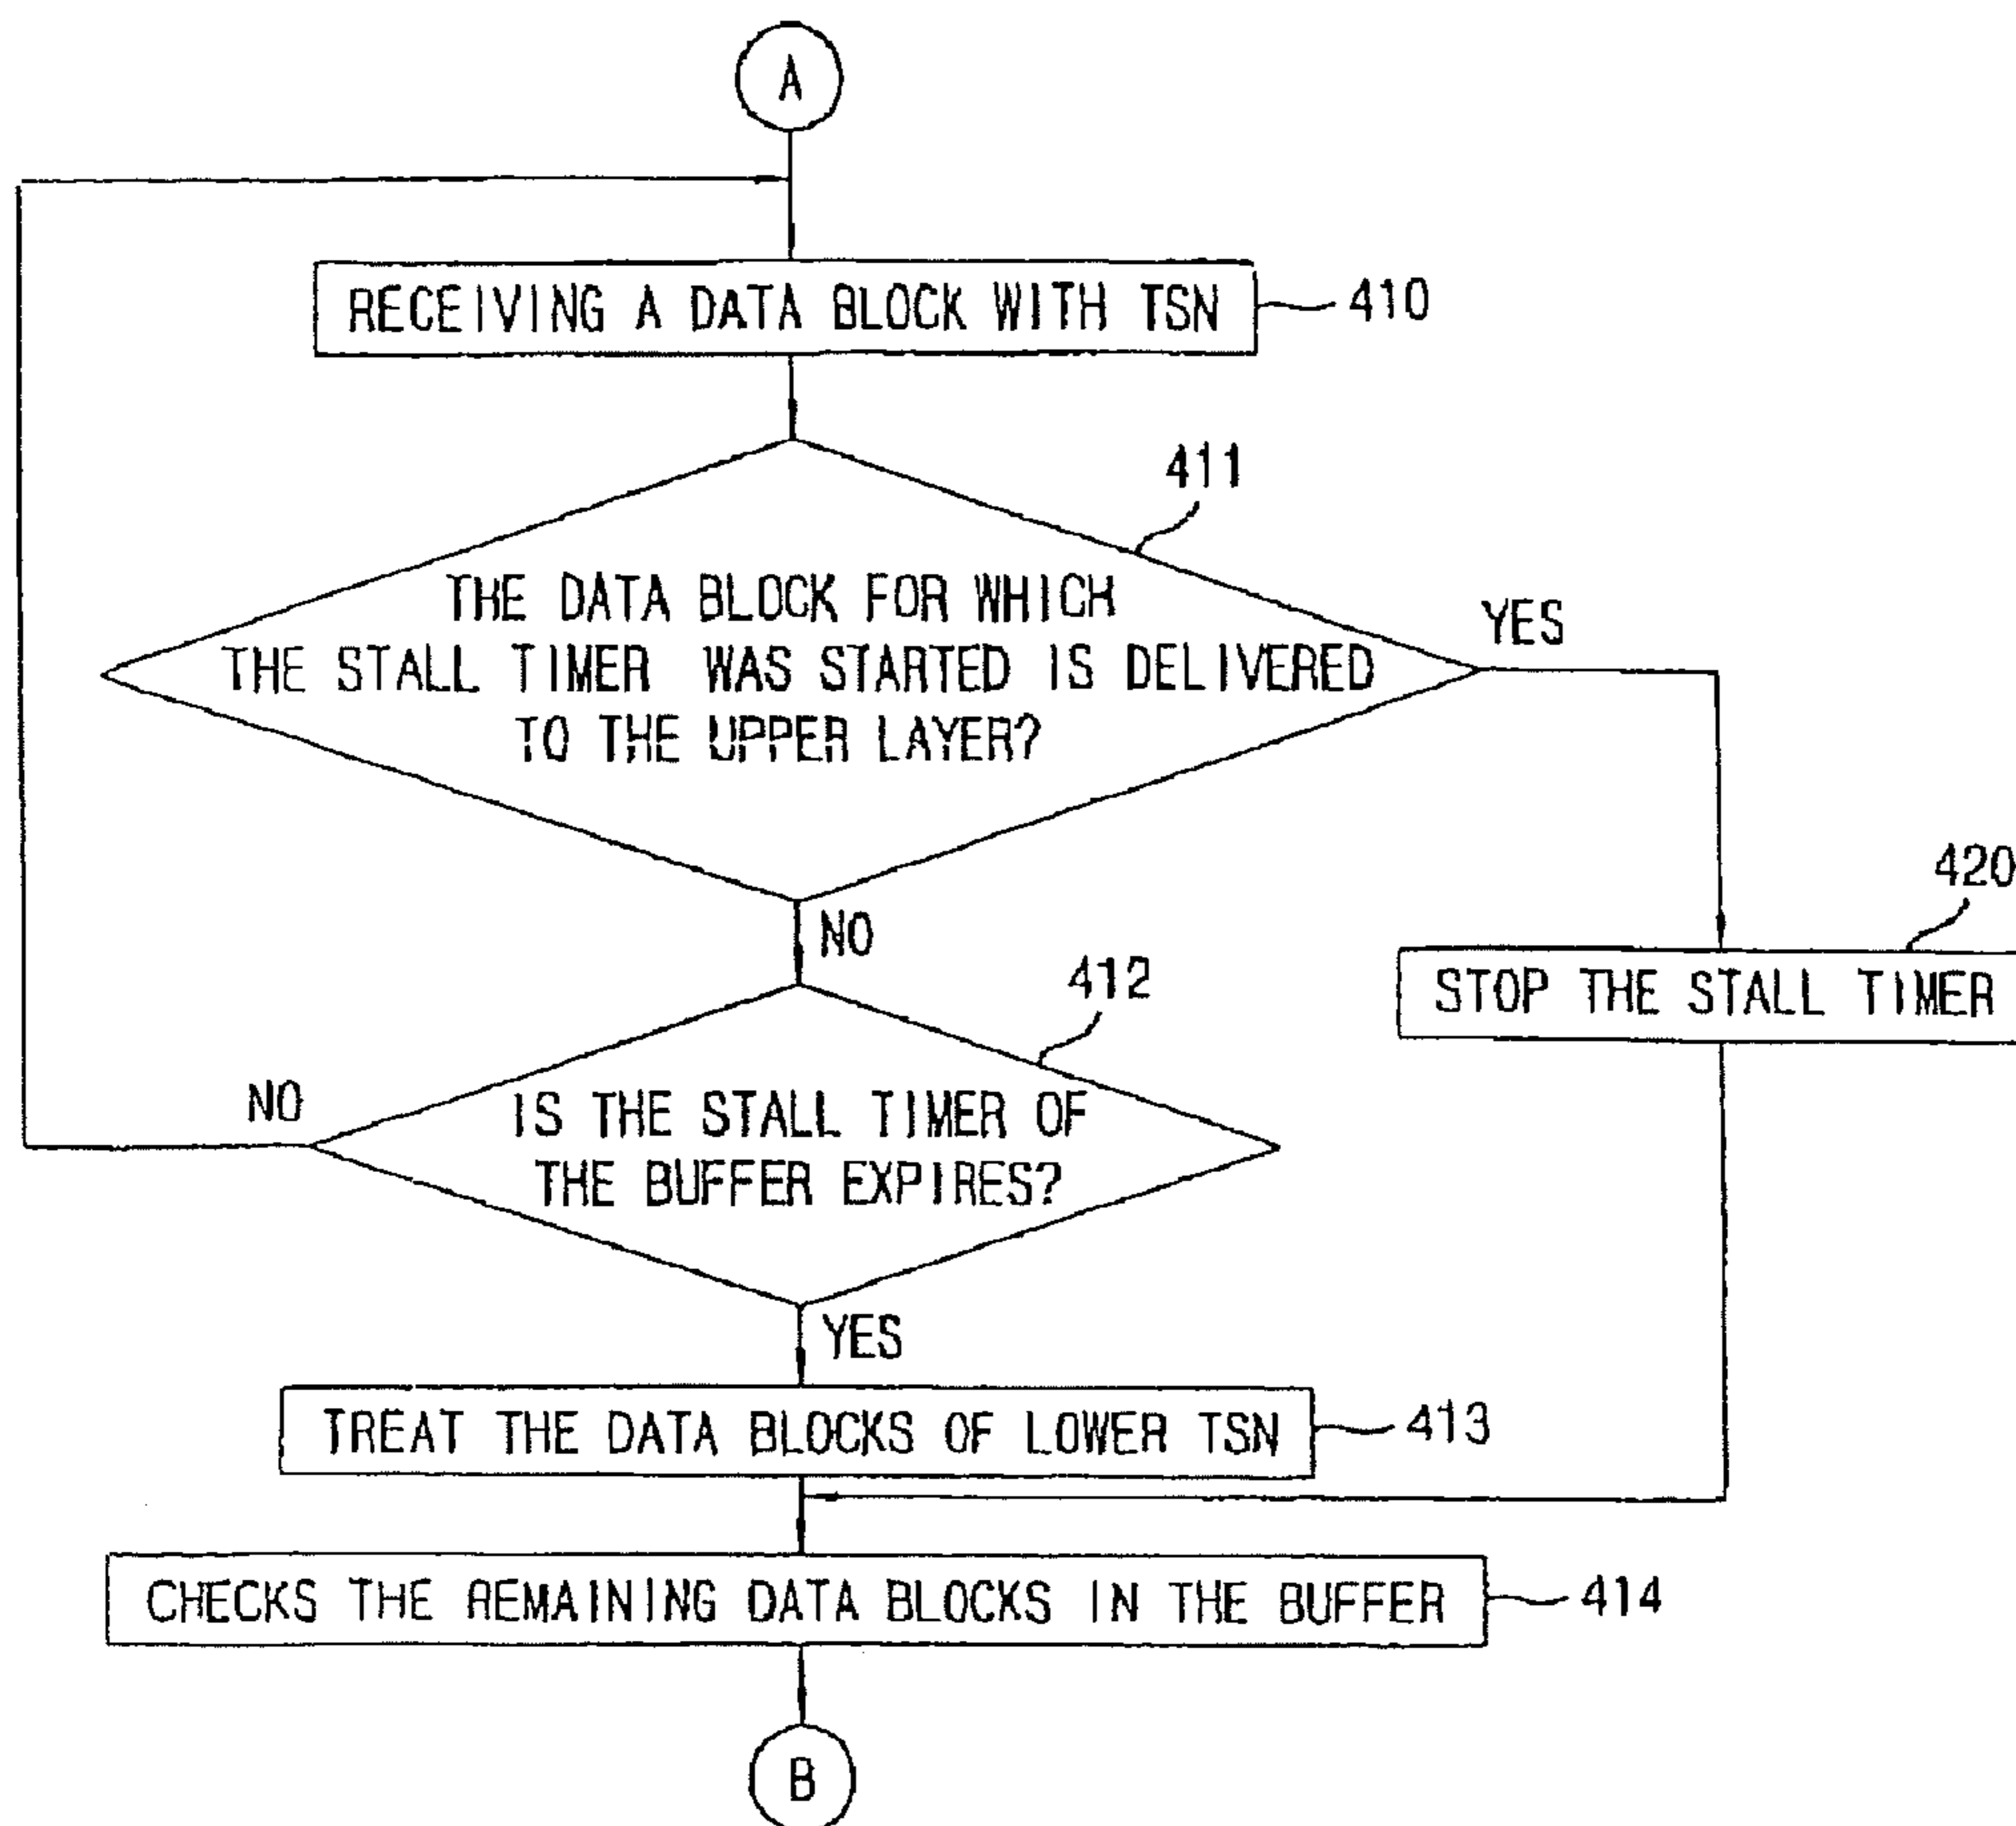 A
RECEIVING A DATA BLOCK WITH TSN
410
411
THE DATA BLOCK FOR WHICH
THE STALL TIMER WAS STARTED IS DELIVERED
TO THE UPPER LAYER?
YES
NO
420
STOP THE STALL TIMER
412
IS THE STALL TIMER OF
THE BUFFER EXPIRES?
NO
YES
TREAT THE DATA BLOCKS OF LOWER TSN
413
CHECKS THE REMAINING DATA BLOCKS IN THE BUFFER
414
B